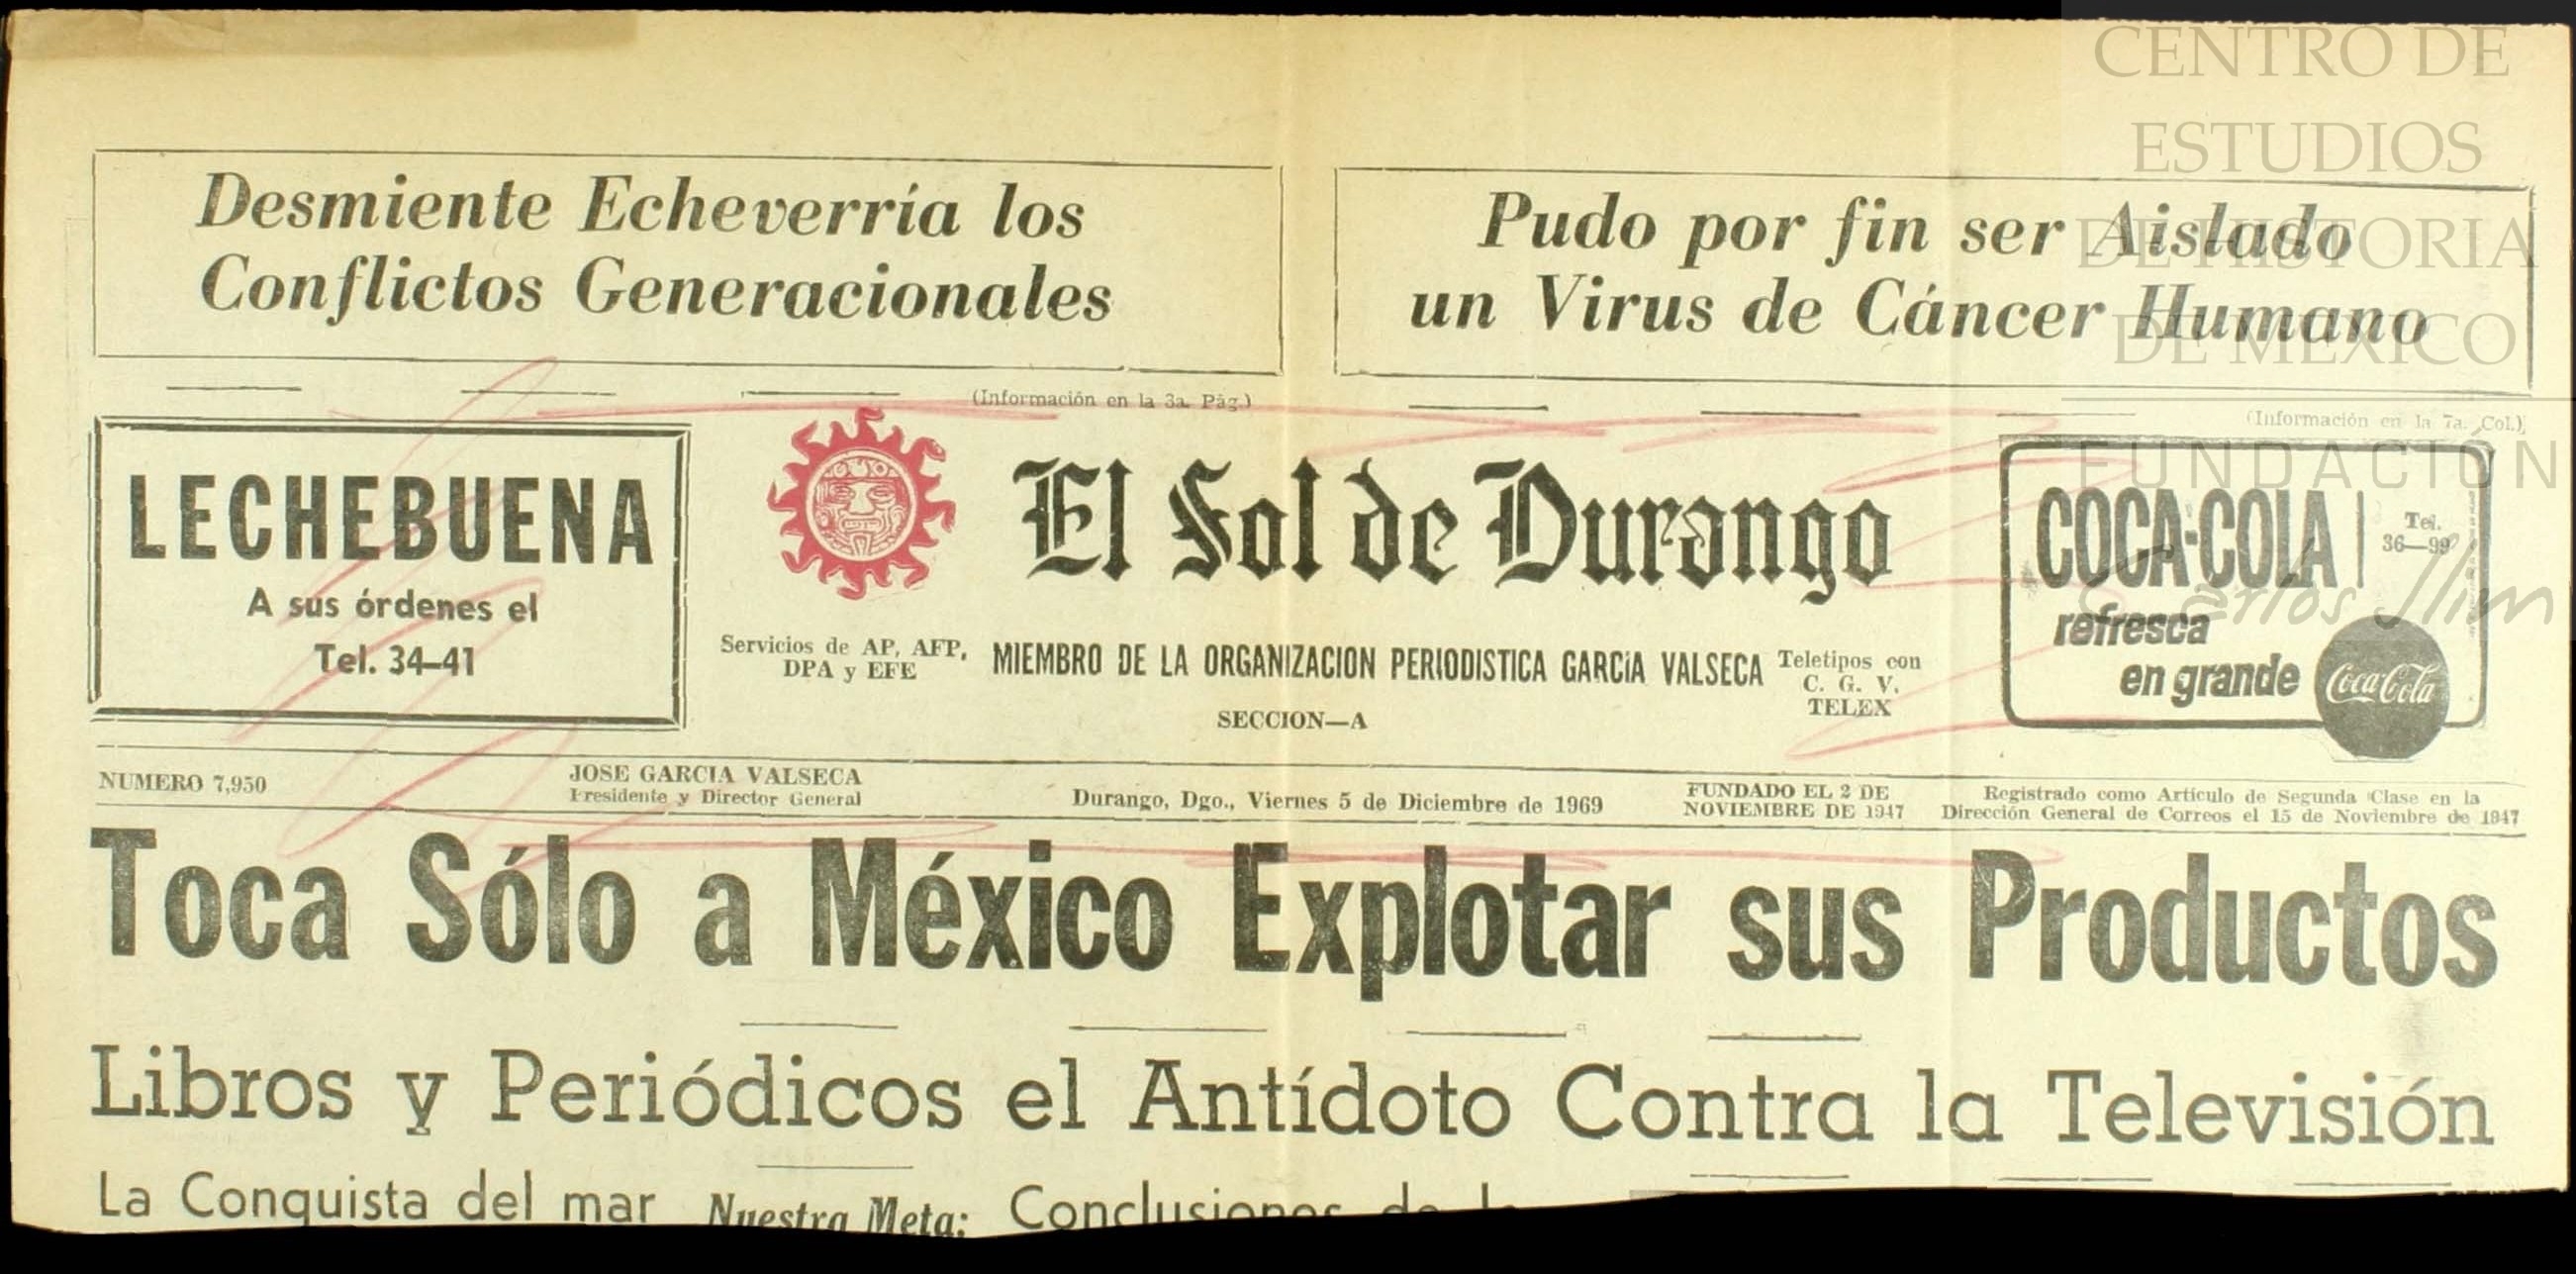 Desmiente Echeverría los
Conflictos Generacionales
(Información en la 3a. Pág.)
Pudo por fin ser Aislado
un Virus de Cáncer Humano
(Información en la 7a. Col.)
LECHEBUENA
A sus órdenes el
Tel. 34-41
El Sol de Durango
Servicios de AP, AFP,
DPA y EFE
MIEMBRO DE LA ORGANIZACION PERIODISTICA GARCIA VALSECA
Teletipos con
C. G. V.
TELEX
SECCION—A
COCA-COLA
Tel.
36—99
refresca
en grande
Coca-Cola
NUMERO 7,950
JOSE GARCIA VALSECA
Presidente y Director General
Durango, Dgo., Viernes 5 de Diciembre de 1969
FUNDADO EL 2 DE
NOVIEMBRE DE 1947
Registrado como Artículo de Segunda Clase en la
Dirección General de Correos el 15 de Noviembre de 1947
Toca Sólo a México Explotar sus Productos
Libros y Periódicos el Antídoto Contra la Televisión
La Conquista del mar
Nuestra Meta:
Conclusiones de
CENTRO DE
ESTUDIOS
DE HISTORIA
DE MÉXICO
FUNDACIÓN
Carlos Slim